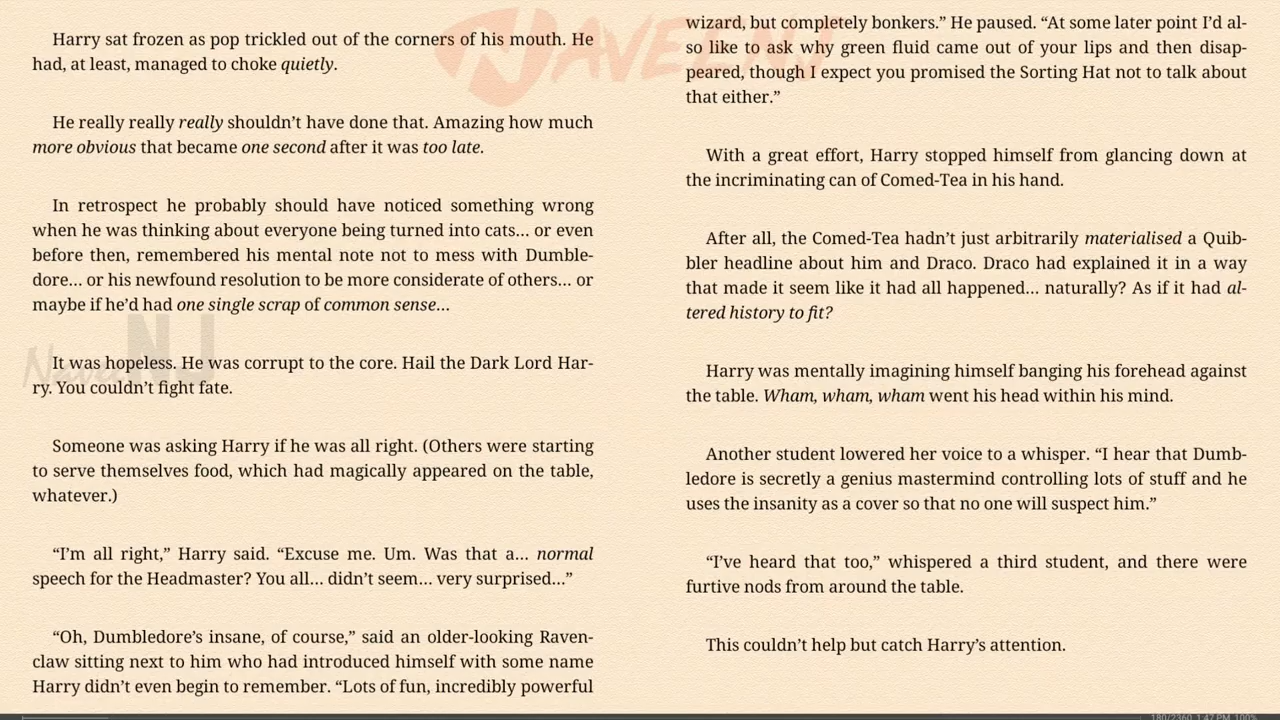 Harry sat frozen as pop trickled out of the corners of his mouth. He
had, at least, managed to choke quietly.
He really really really shouldn’t have done that. Amazing how much
more obvious that became one second after it was too late.
In retrospect he probably should have noticed something wrong
when he was thinking about everyone being turned into cats… or even
before then, remembered his mental note not to mess with Dumble-
dore… or his newfound resolution to be more considerate of others… or
maybe if he’d had one single scrap of common sense…
It was hopeless. He was corrupt to the core. Hail the Dark Lord Har-
ry. You couldn’t fight fate.
Someone was asking Harry if he was all right. (Others were starting
to serve themselves food, which had magically appeared on the table,
whatever.)
“I’m all right,” Harry said. “Excuse me. Um. Was that a… normal
speech for the Headmaster? You all… didn’t seem… very surprised…”
“Oh, Dumbledore’s insane, of course,” said an older-looking Raven-
claw sitting next to him who had introduced himself with some name
Harry didn’t even begin to remember. “Lots of fun, incredibly powerful
wizard, but completely bonkers.” He paused. “At some later point I’d al-
so like to ask why green fluid came out of your lips and then disap-
peared, though I expect you promised the Sorting Hat not to talk about
that either.”
With a great effort, Harry stopped himself from glancing down at
the incriminating can of Comed-Tea in his hand.
After all, the Comed-Tea hadn’t just arbitrarily materialised a Quib-
bler headline about him and Draco. Draco had explained it in a way
that made it seem like it had all happened… naturally? As if it had al-
tered history to fit?
Harry was mentally imagining himself banging his forehead against
the table. Wham, wham, wham went his head within his mind.
Another student lowered her voice to a whisper. “I hear that Dumb-
ledore is secretly a genius mastermind controlling lots of stuff and he
uses the insanity as a cover so that no one will suspect him.”
“I’ve heard that too,” whispered a third student, and there were
furtive nods from around the table.
This couldn’t help but catch Harry’s attention.
NAVEENJ
Naveen NJ
180/2360 1:47 PM 100%